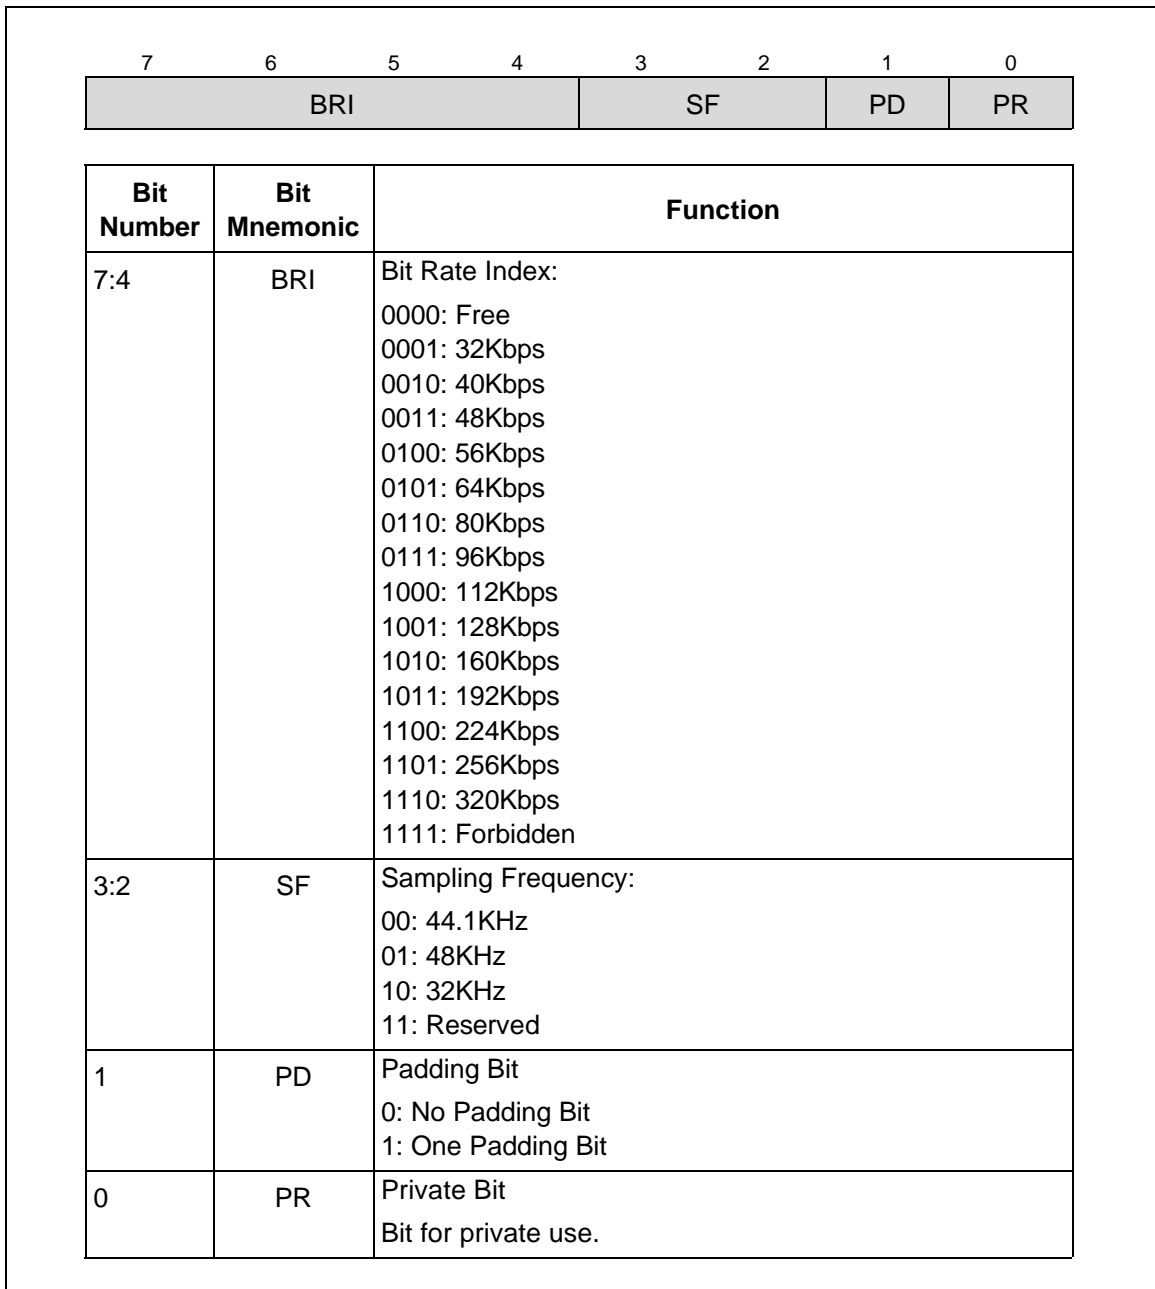 7 6 5 4 3 2 1 0
BRI SF PD PR
Bit Number Bit Mnemonic Function
7:4 BRI Bit Rate Index:
0000: Free
0001: 32Kbps
0010: 40Kbps
0011: 48Kbps
0100: 56Kbps
0101: 64Kbps
0110: 80Kbps
0111: 96Kbps
1000: 112Kbps
1001: 128Kbps
1010: 160Kbps
1011: 192Kbps
1100: 224Kbps
1101: 256Kbps
1110: 320Kbps
1111: Forbidden
3:2 SF Sampling Frequency:
00: 44.1KHz
01: 48KHz
10: 32KHz
11: Reserved
1 PD Padding Bit
0: No Padding Bit
1: One Padding Bit
0 PR Private Bit
Bit for private use.